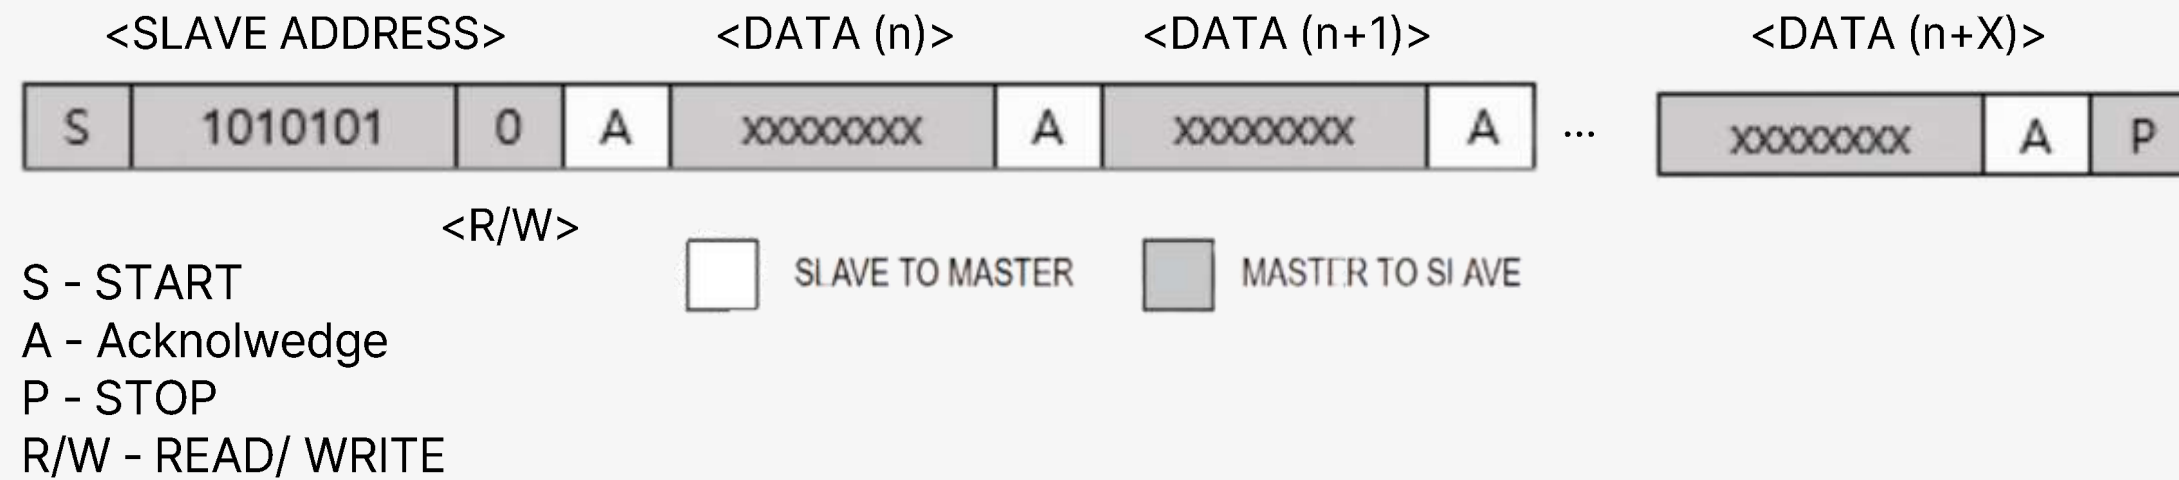 <SLAVE ADDRESS> <DATA (n)> <DATA (n+1)> <DATA (n+X)>
S 1010101 0 A XXXXXXXX A XXXXXXXX A ... XXXXXXXX A P
<R/W>
SLAVE TO MASTER MASTER TO SLAVE
S - START
A - Acknolwedge
P - STOP
R/W - READ/ WRITE